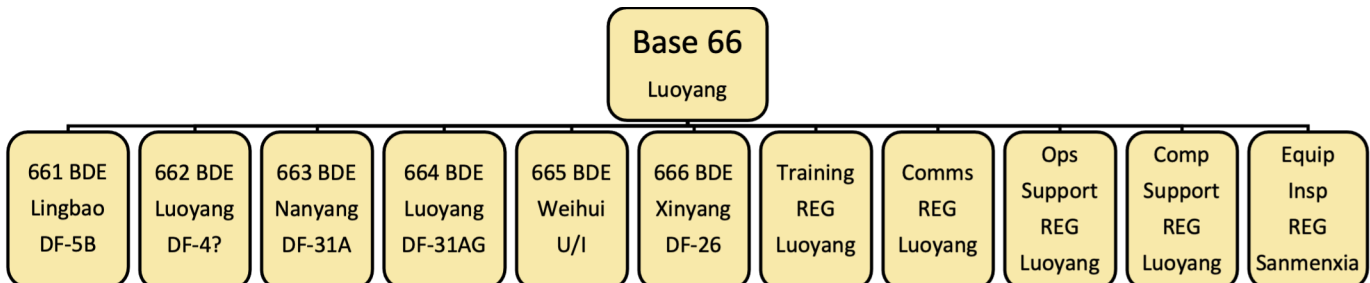 Base 66
Luoyang
661 BDE
Lingbao
DF-5B
662 BDE
Luoyang
DF-4?
663 BDE
Nanyang
DF-31A
664 BDE
Luoyang
DF-31AG
665 BDE
Weihui
U/I
666 BDE
Xinyang
DF-26
Training
REG
Luoyang
Comms
REG
Luoyang
Ops
Support
REG
Luoyang
Comp
Support
REG
Luoyang
Equip
Insp
REG
Sanmenxia